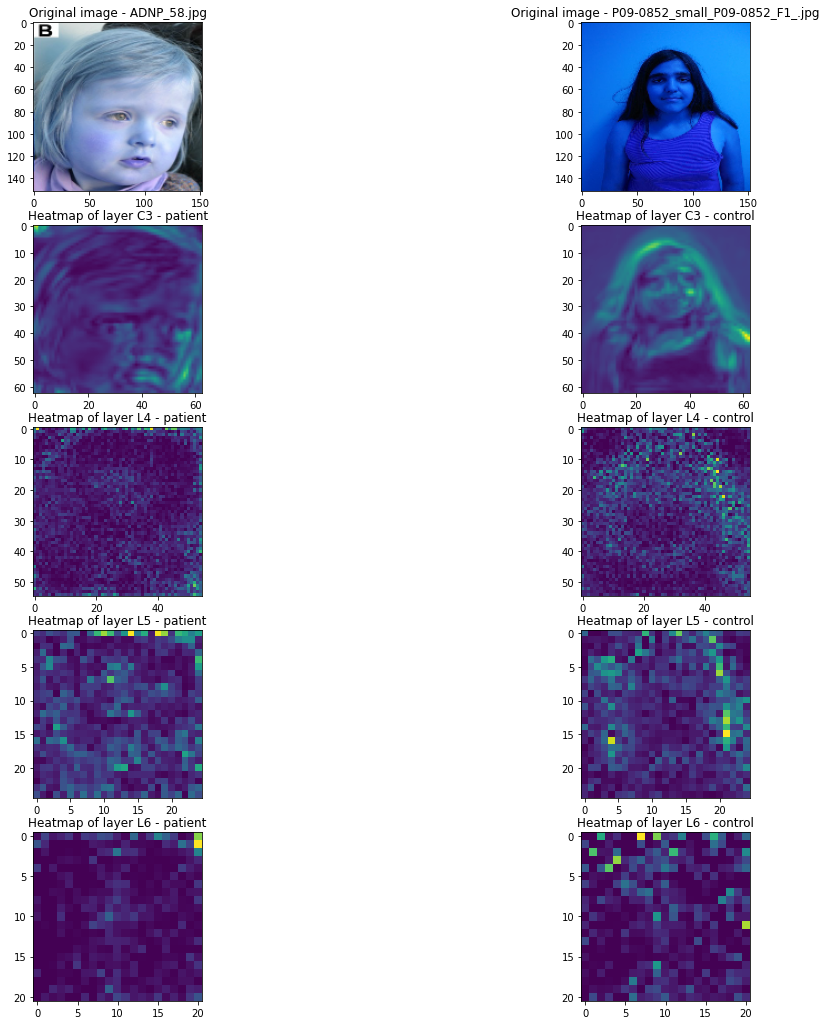 Original image - ADNP_58.jpg
Original image - P09-0852_small_P09-0852_F1_.jpg
B
0
20
40
60
80
100
120
140
0 50 100 150
0
20
40
60
80
100
120
140
0 50 100 150
Heatmap of layer C3 - patient
Heatmap of layer C3 - control
0
10
20
30
40
50
60
0 20 40 60
0
10
20
30
40
50
60
0 20 40 60
Heatmap of layer L4 - patient
Heatmap of layer L4 - control
0
10
20
30
40
50
0 20 40
0
10
20
30
40
50
0 20 40
Heatmap of layer L5 - patient
Heatmap of layer L5 - control
0
5
10
15
20
0 5 10 15 20
0
5
10
15
20
0 5 10 15 20
Heatmap of layer L6 - patient
Heatmap of layer L6 - control
0
5
10
15
20
0 5 10 15 20
0
5
10
15
20
0 5 10 15 20